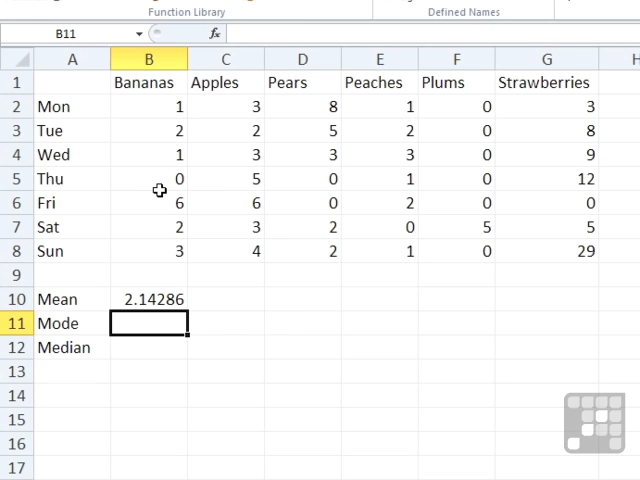 Function Library Defined Names
B11 fx
A B C D E F G H
1 Bananas Apples Pears Peaches Plums Strawberries
2 Mon 1 3 8 1 0 3
3 Tue 2 2 5 2 0 8
4 Wed 1 3 3 3 0 9
5 Thu 0 5 0 1 0 12
6 Fri 6 6 0 2 0 0
7 Sat 2 3 2 0 5 5
8 Sun 3 4 2 1 0 29
9
10 Mean 2.14286
11 Mode
12 Median
13
14
15
16
17